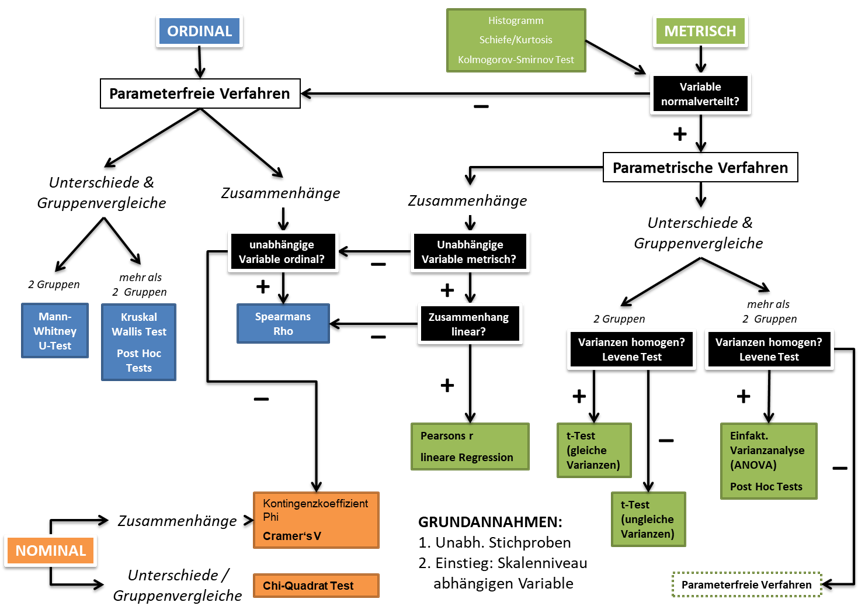 ORDINAL
Histogramm
Schiefe/Kurtosis
Kolmogorov-Smirnov Test
METRISCH
Parameterfreie Verfahren
Variable
normalverteilt?
−
+
Parametrische Verfahren
Unterschiede &
Gruppenvergleiche
Zusammenhänge
Zusammenhänge
Unterschiede &
Gruppenvergleiche
unabhängige
Variable ordinal?
−
Unabhängige
Variable metrisch?
2 Gruppen
mehr als
2 Gruppen
+
+
2 Gruppen
mehr als
2 Gruppen
Mann-
Whitney
U-Test
Kruskal
Wallis Test
Post Hoc
Tests
Spearmans
Rho
−
Zusammenhang
linear?
Varianzen homogen?
Levene Test
Varianzen homogen?
Levene Test
−
+
+
−
+
−
Pearsons r
lineare Regression
t-Test
(gleiche
Varianzen)
Einfakt.
Varianzanalyse
(ANOVA)
Post Hoc Tests
t-Test
(ungleiche
Varianzen)
NOMINAL
Zusammenhänge
Kontingenzkoeffizient
Phi
Cramer's V
Unterschiede /
Gruppenvergleiche
Chi-Quadrat Test
GRUNDANNAHMEN:
1. Unabh. Stichproben
2. Einstieg: Skalenniveau
abhängigen Variable
Parameterfreie Verfahren